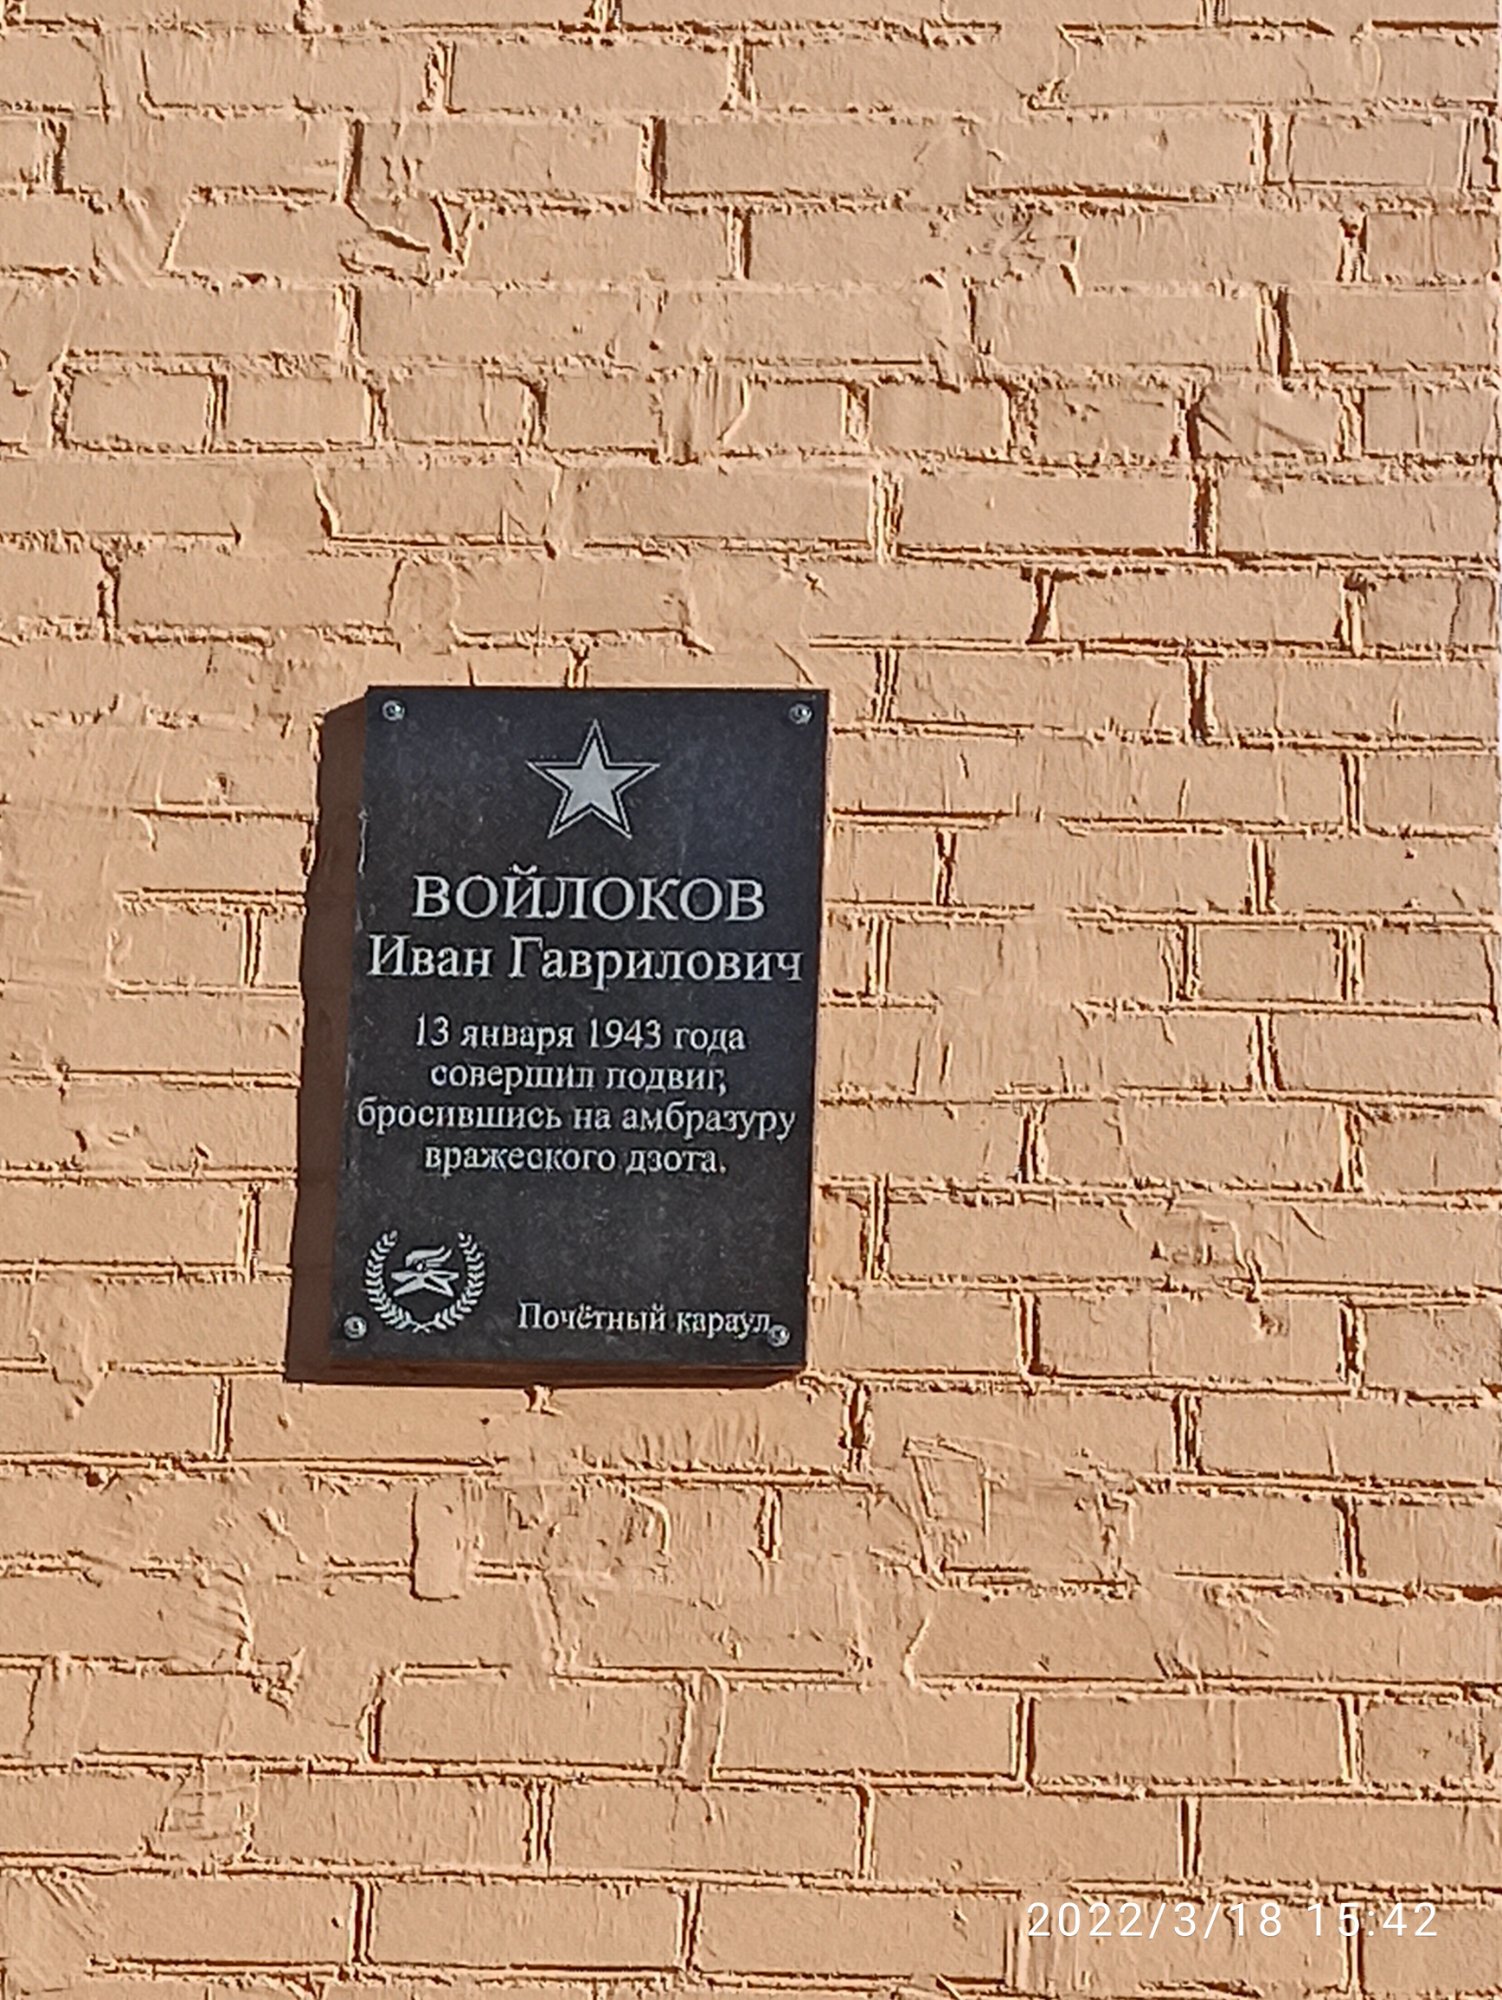 ВОЙЛОКОВ
Иван Гаврилович
13 января 1943 года
совершил подвиг,
бросившись на амбразуру
вражеского дзота.
Почётный караул
2022/3/18 15:42